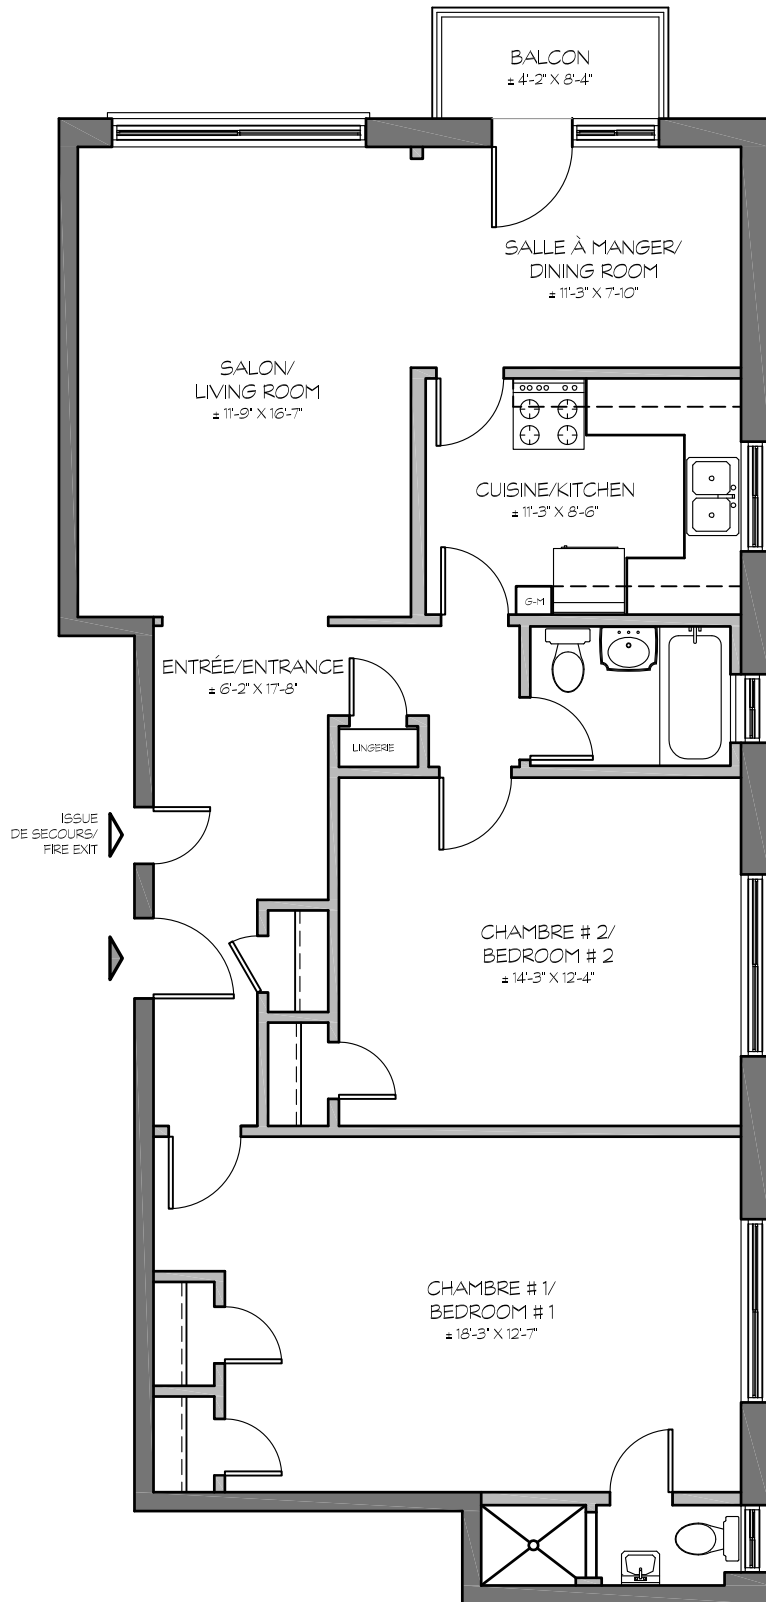 BALCON
± 4'-2" X 8'-4"
SALLE À MANGER/
DINING ROOM
± 11'-3" X 7'-10"
SALON/
LIVING ROOM
± 11'-9" X 16'-7"
CUISINE/KITCHEN
± 11'-3" X 8'-6"
G-M
ENTRÉE/ENTRANCE
± 6'-2" X 17'-8"
LINGERIE
ISSUE
DE SECOURS/
FIRE EXIT
CHAMBRE # 2/
BEDROOM # 2
± 14'-3" X 12'-4"
CHAMBRE # 1/
BEDROOM # 1
± 18'-3" X 12'-7"